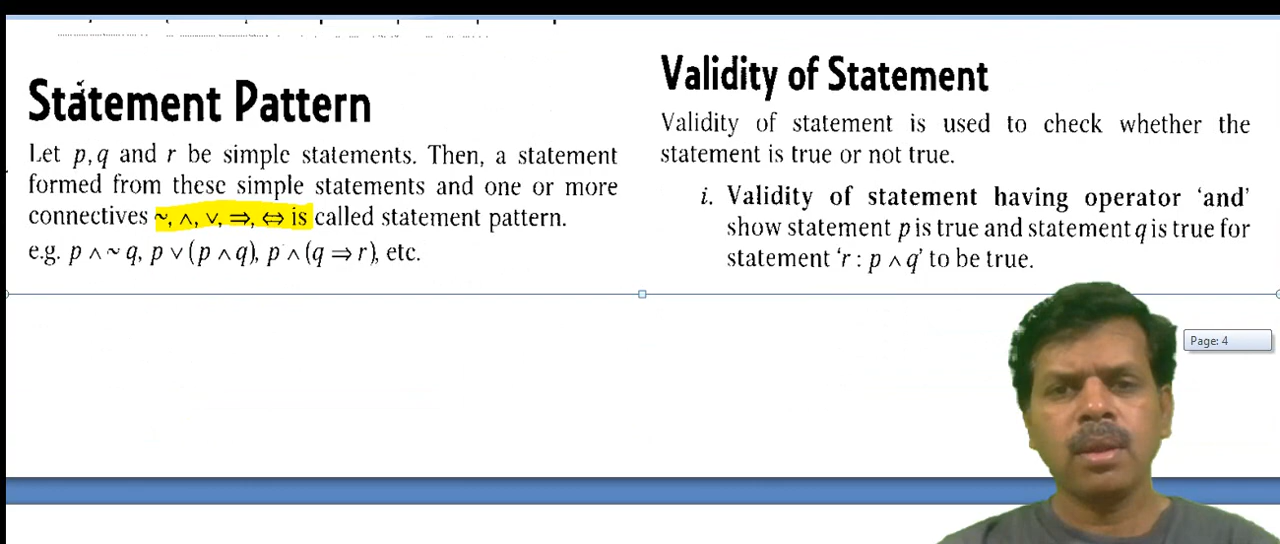 Statement Pattern
Let p, q and r be simple statements. Then, a statement
formed from these simple statements and one or more
connectives ~, ∧, ∨, ⇒, ⇔ is called statement pattern.
e.g. p ∧ ~ q, p ∨ (p ∧ q), p ∧ (q ⇒ r), etc.
Validity of Statement
Validity of statement is used to check whether the
statement is true or not true.
i. Validity of statement having operator ‘and’
show statement p is true and statement q is true for
statement ‘r : p ∧ q’ to be true.
Page: 4